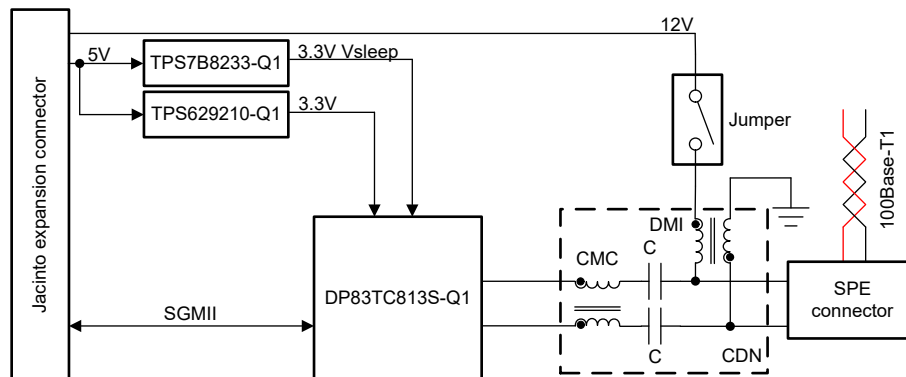 12V
5V
TPS7B8233-Q1
3.3V Vsleep
TPS629210-Q1
3.3V
Jumper
Jacinto expansion connector
100Base-T1
DMI
C
CMC
DP83TC813S-Q1
SPE
connector
SGMII
C
CDN